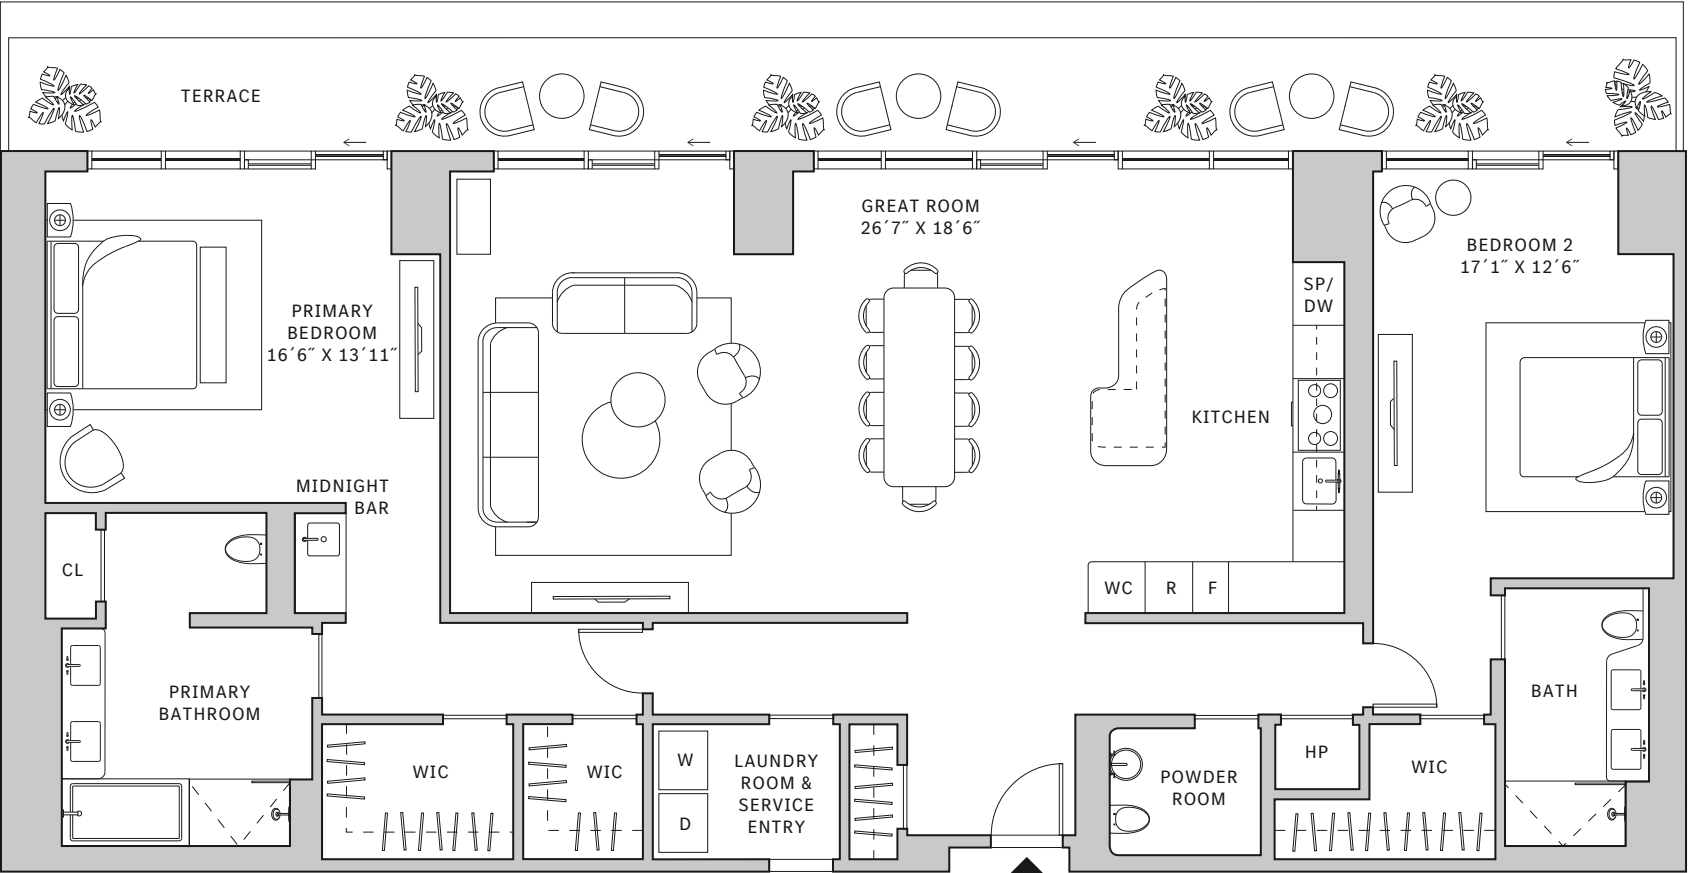 TERRACE
GREAT ROOM
26´7˝ X 18´6˝
BEDROOM 2
17´1˝ X 12´6˝
PRIMARY
BEDROOM
16´6˝ X 13´11˝
SP/
DW
KITCHEN
MIDNIGHT
BAR
CL
WC
R
F
PRIMARY
BATHROOM
BATH
WIC
WIC
W
D
LAUNDRY
ROOM &
SERVICE
ENTRY
POWDER
ROOM
HP
WIC